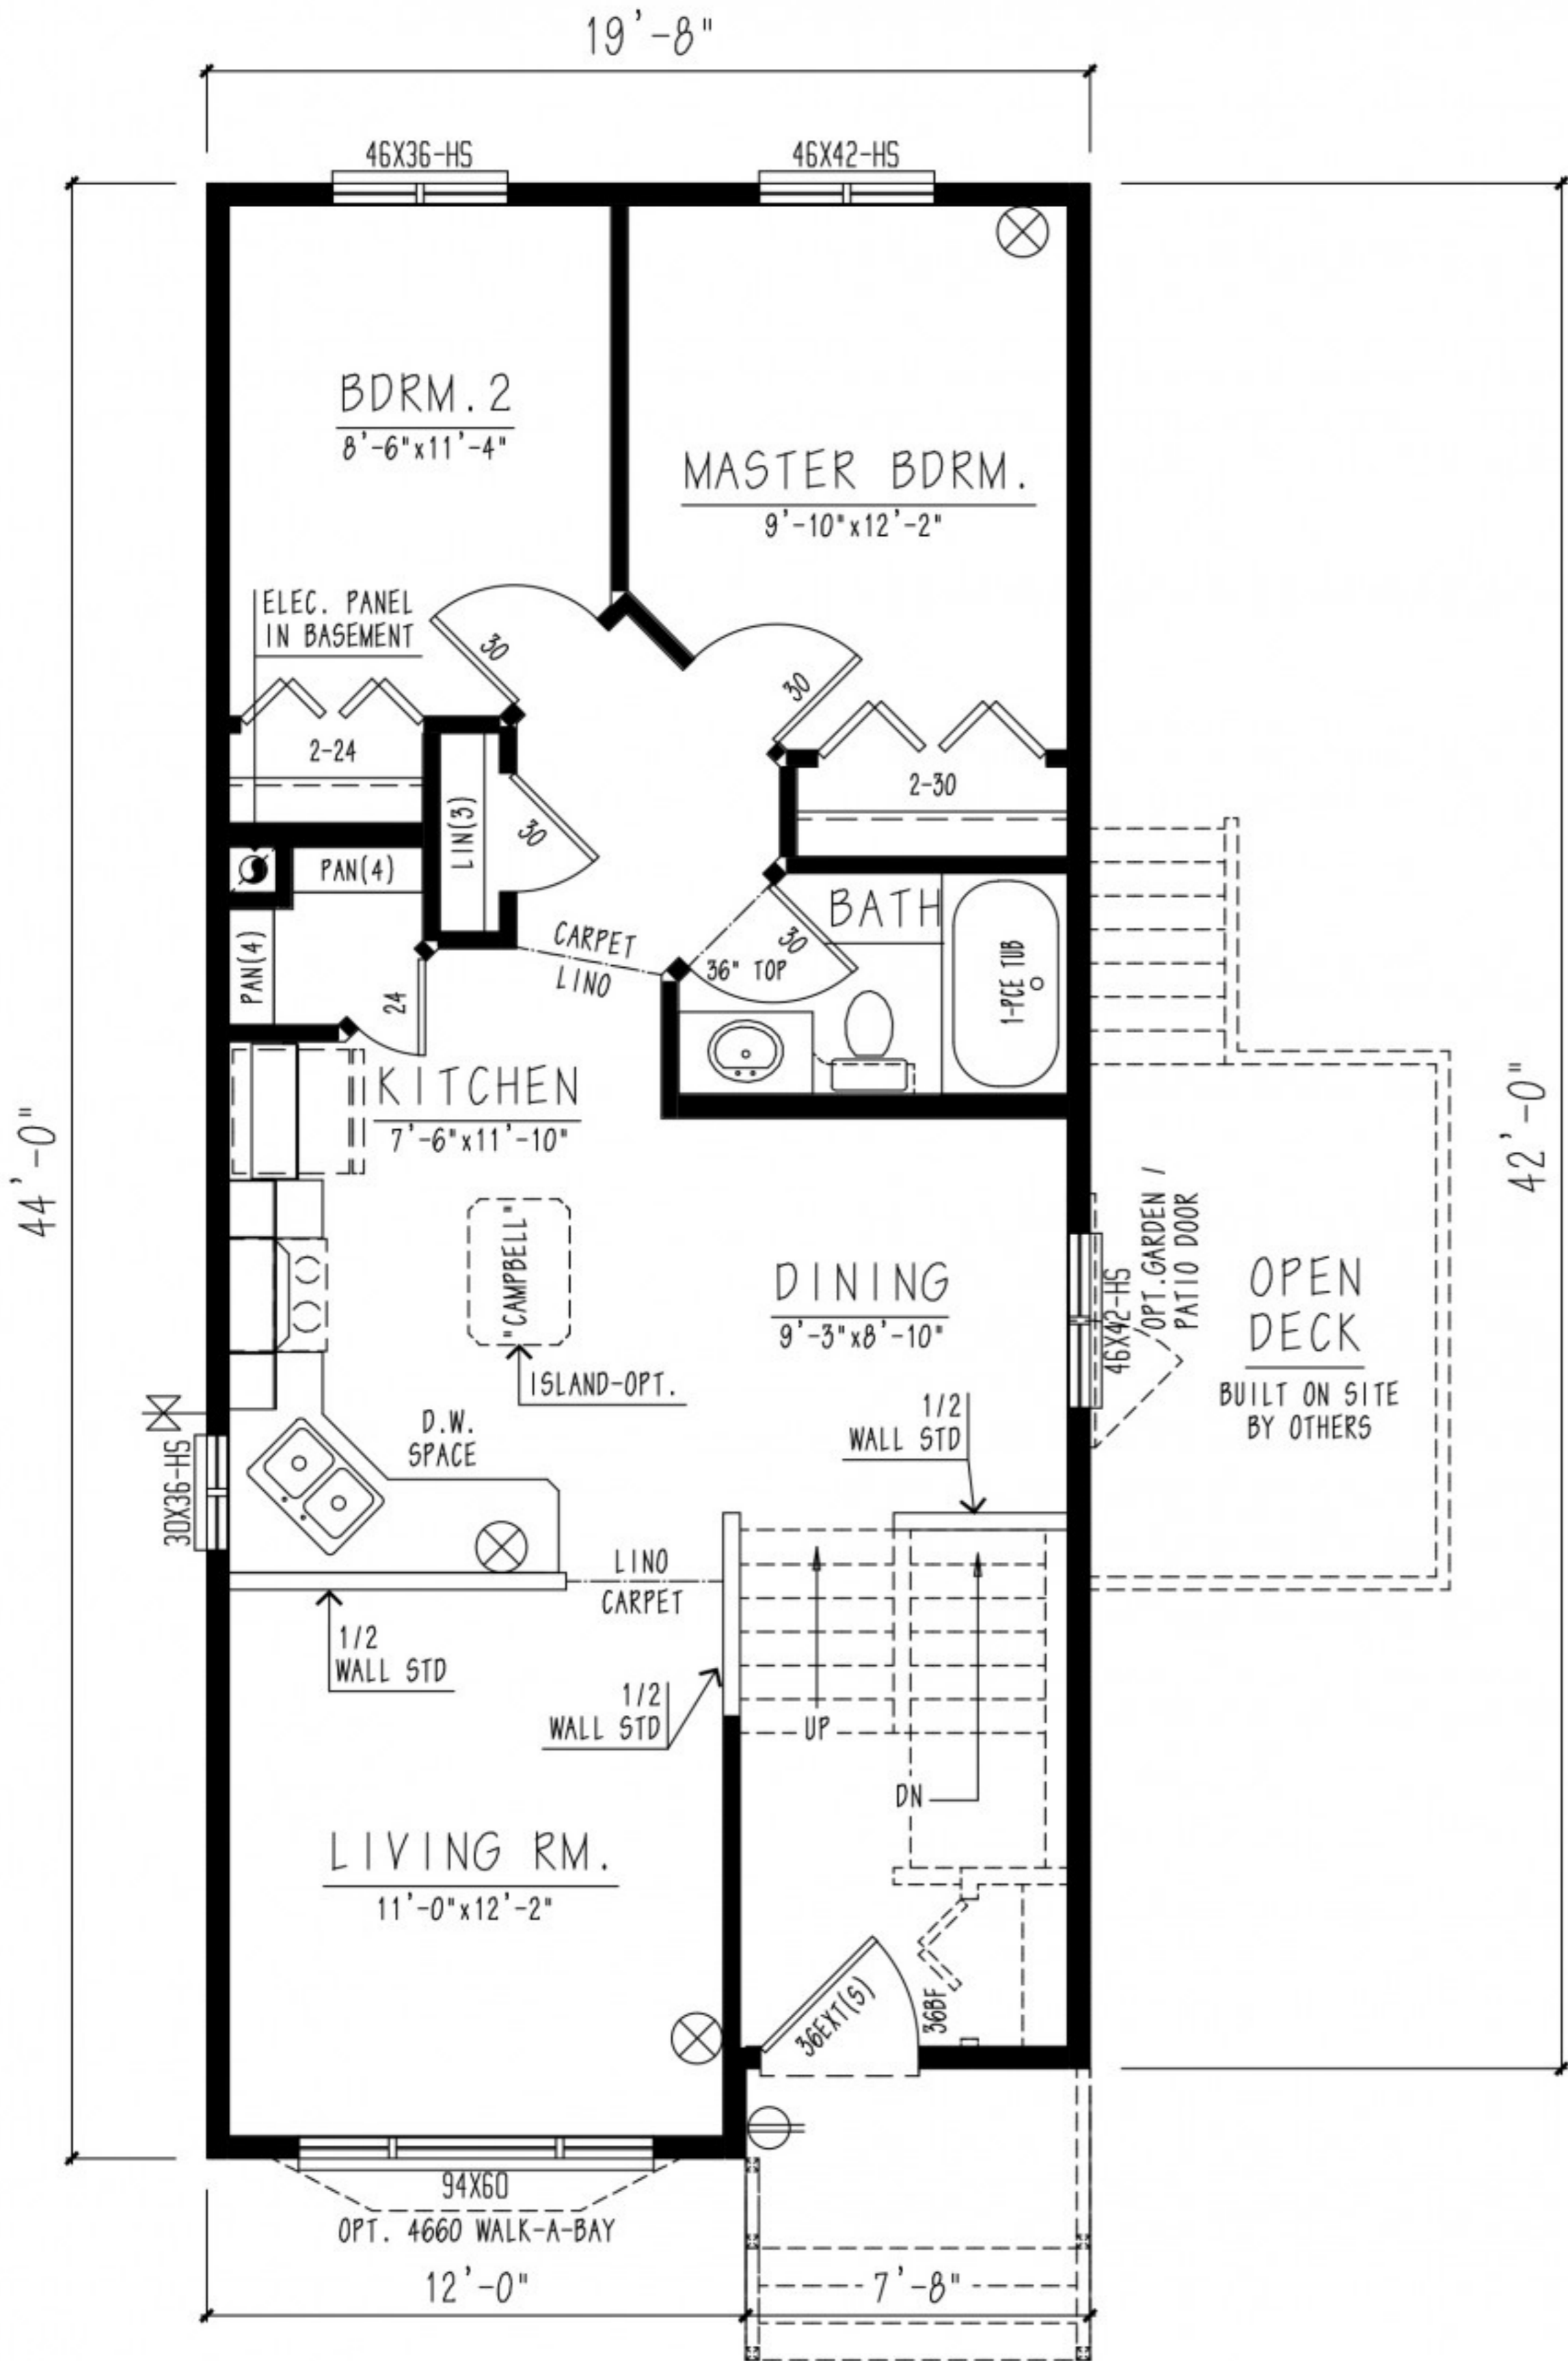 19'-8"
46X36-HS
46X42-HS
BDRM. 2
8'-6"x11'-4"
MASTER BDRM.
9'-10"x12'-2"
ELEC. PANEL
IN BASEMENT
30
30
2-24
2-30
LIN(3)
30
PAN(4)
PAN(4)
24
CARPET
LINO
BATH
30
36" TOP
1-PCE TUB
KITCHEN
7'-6"x11'-10"
44'-0"
42'-0"
"CAMPBELL"
ISLAND-OPT.
DINING
9'-3"x8'-10"
46X42-HS
OPT.GARDEN /
PATIO DOOR
OPEN
DECK
BUILT ON SITE
BY OTHERS
1/2
WALL STD
D.W.
SPACE
30X36-HS
LINO
CARPET
1/2
WALL STD
1/2
WALL STD
UP
DN
LIVING RM.
11'-0"x12'-2"
36EXT(S)
36BF
94X60
OPT. 4660 WALK-A-BAY
12'-0"
7'-8"